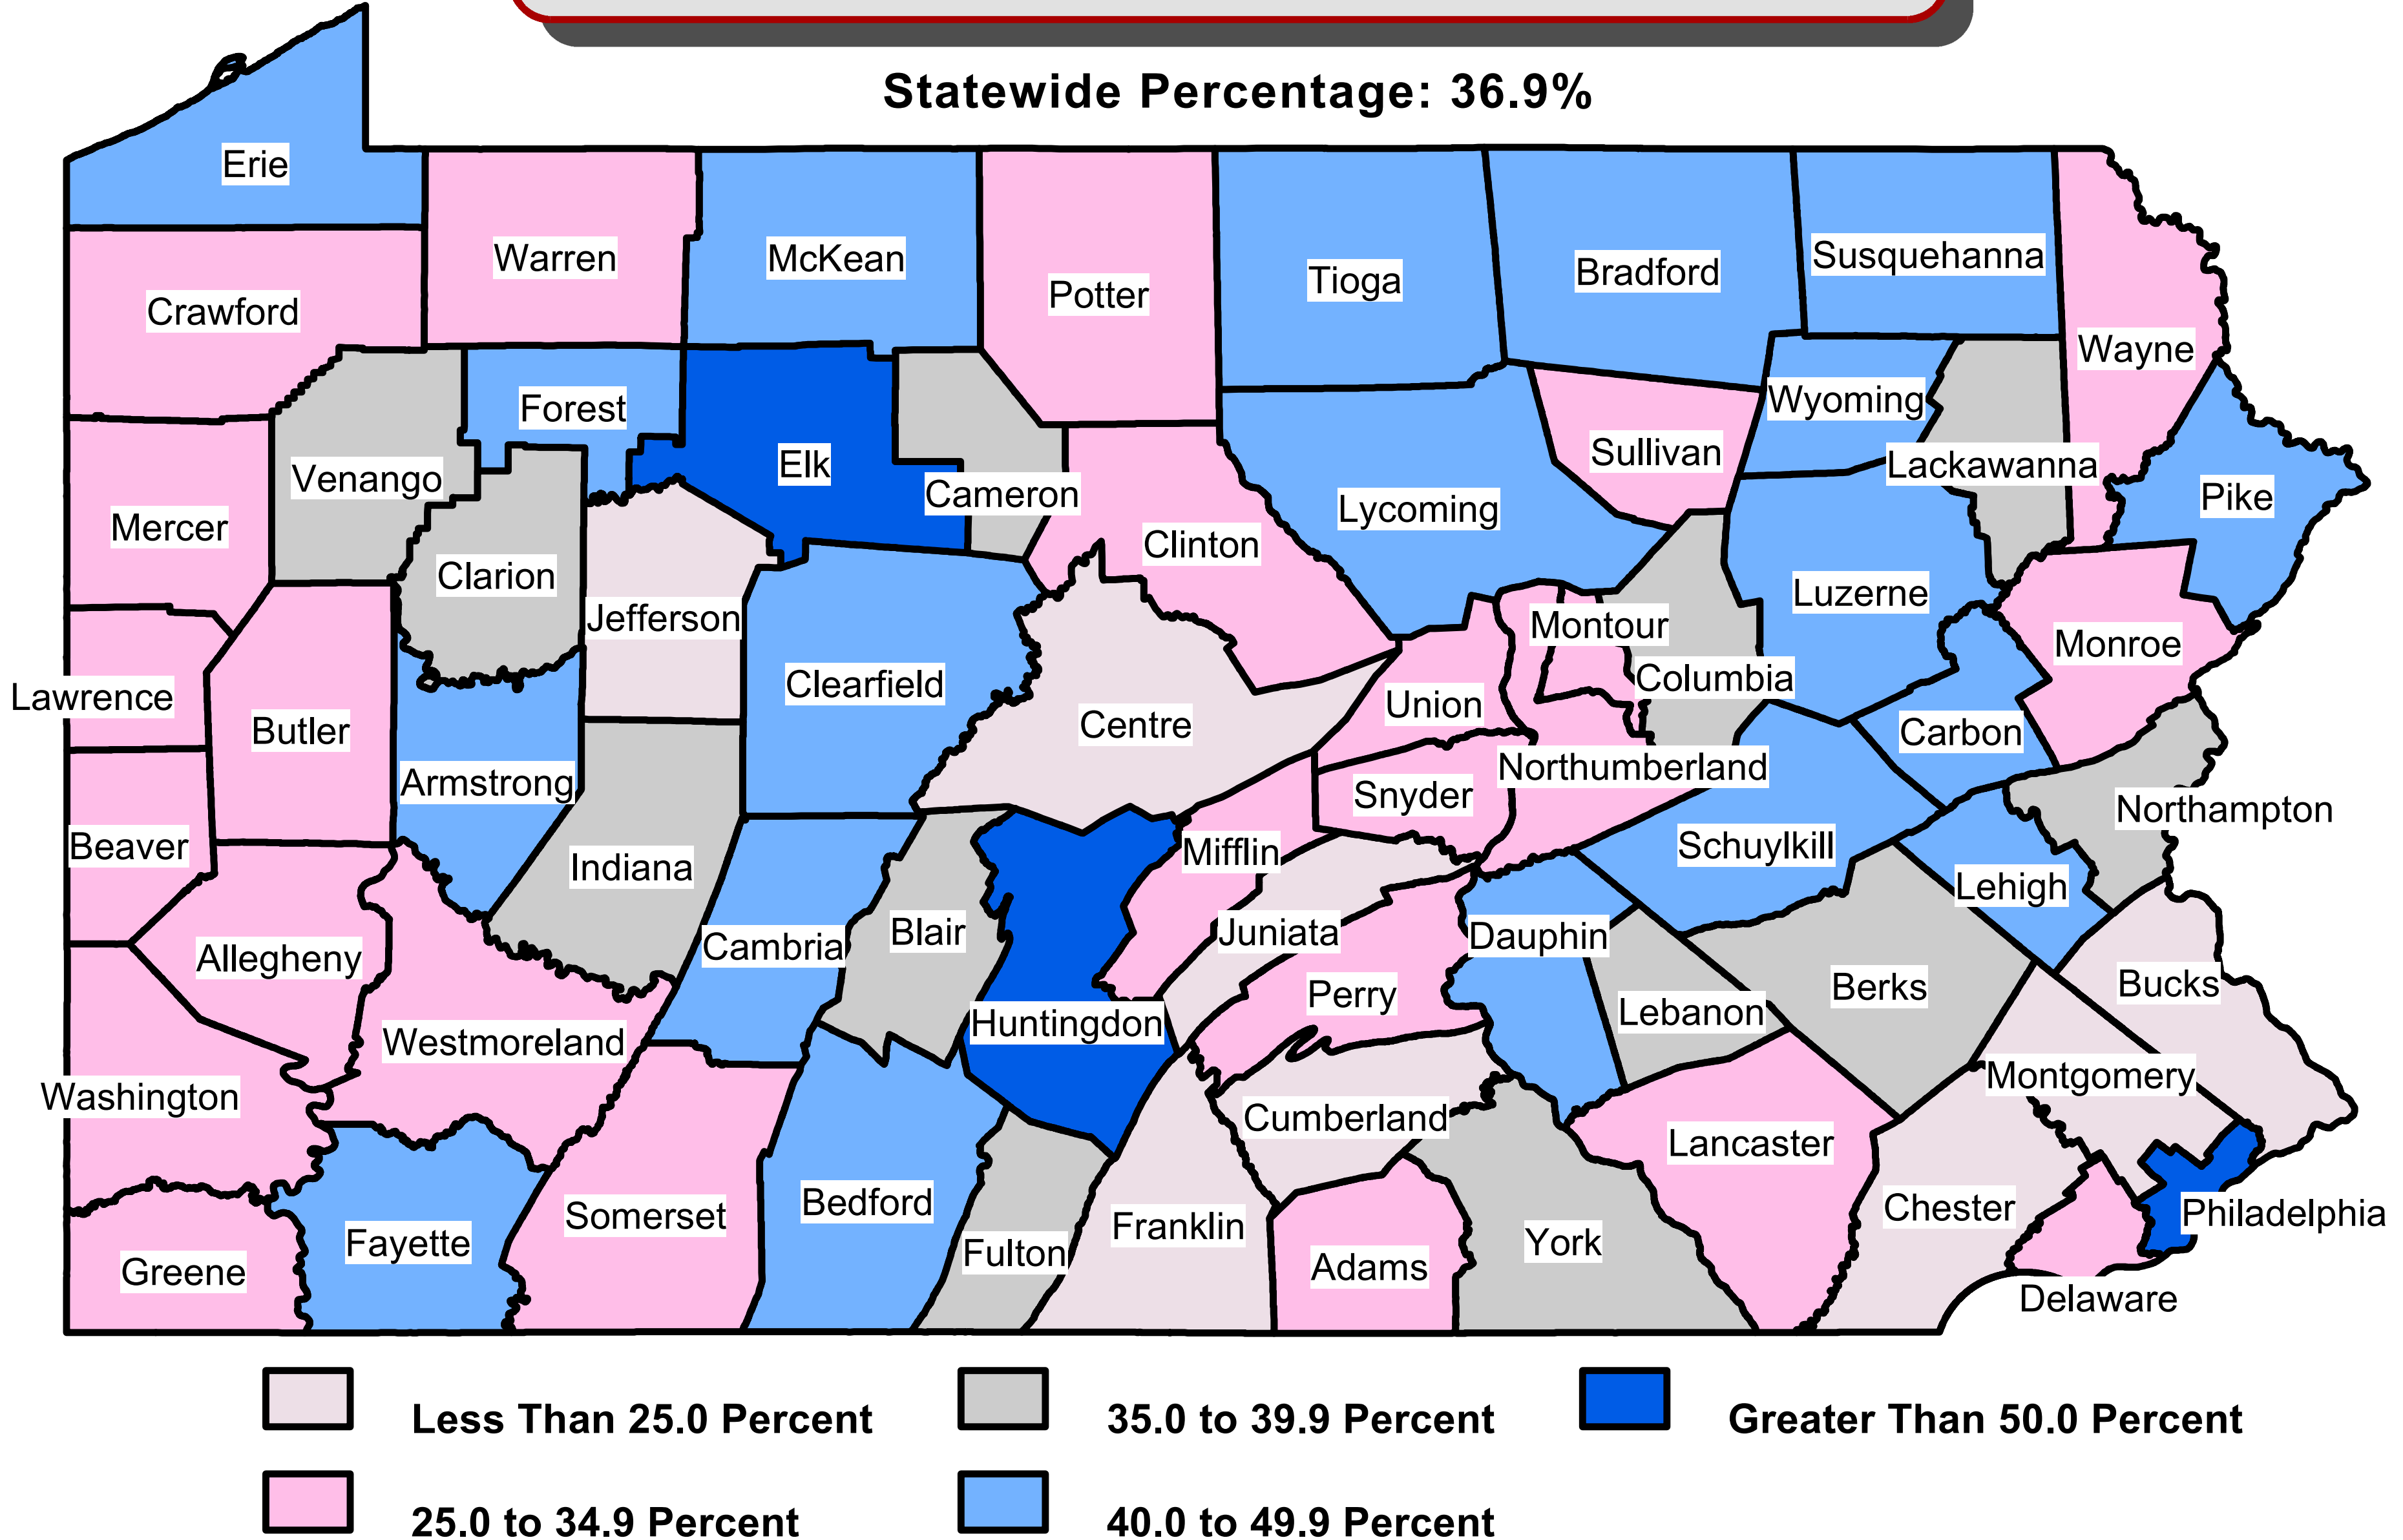 Statewide Percentage: 36.9%
Erie
Warren
McKean
Potter
Tioga
Bradford
Susquehanna
Crawford
Wayne
Forest
Wyoming
Elk
Sullivan
Lackawanna
Venango
Cameron
Pike
Mercer
Lycoming
Clinton
Clarion
Luzerne
Jefferson
Montour
Monroe
Lawrence
Clearfield
Columbia
Butler
Centre
Union
Carbon
Armstrong
Northumberland
Snyder
Northampton
Beaver
Indiana
Mifflin
Schuylkill
Lehigh
Allegheny
Cambria
Blair
Juniata
Dauphin
Berks
Bucks
Perry
Westmoreland
Huntingdon
Lebanon
Washington
Montgomery
Cumberland
Lancaster
Greene
Fayette
Somerset
Bedford
Fulton
Franklin
Adams
York
Chester
Philadelphia
Delaware
Less Than 25.0 Percent
35.0 to 39.9 Percent
Greater Than 50.0 Percent
25.0 to 34.9 Percent
40.0 to 49.9 Percent